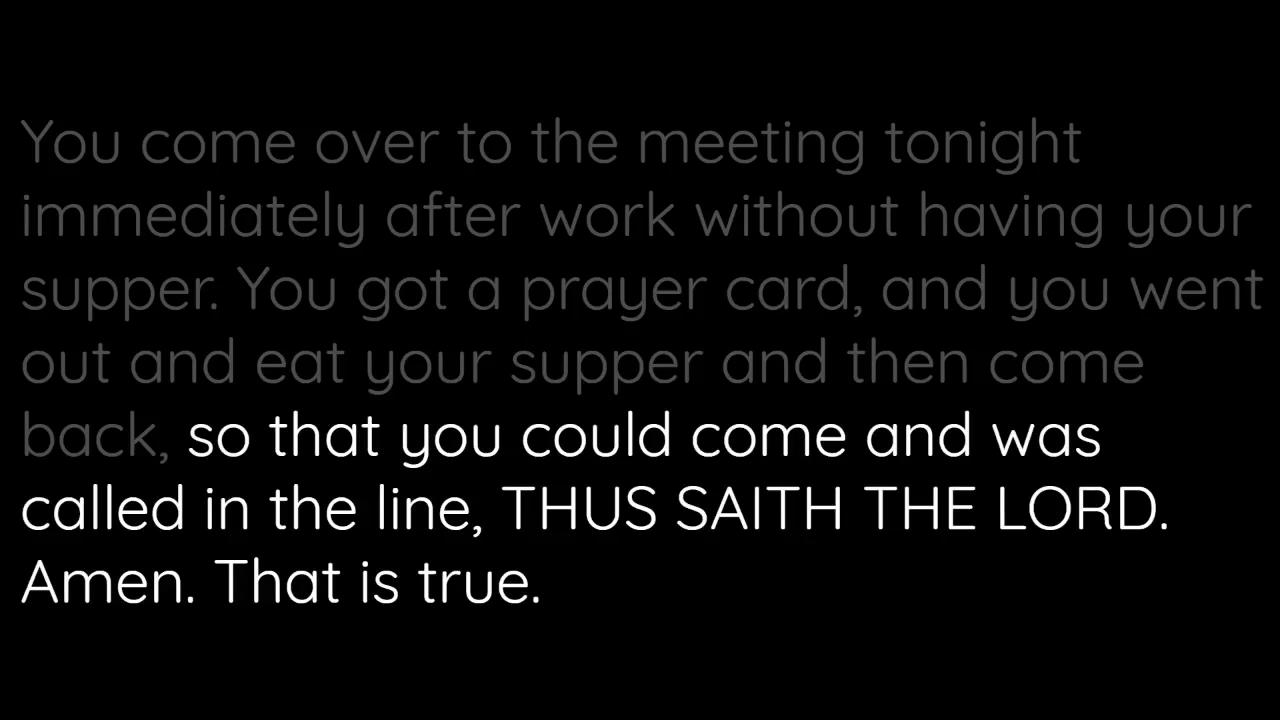 You come over to the meeting tonight
immediately after work without having your
supper. You got a prayer card, and you went
out and eat your supper and then come
back, so that you could come and was
called in the line, THUS SAITH THE LORD.
Amen. That is true.